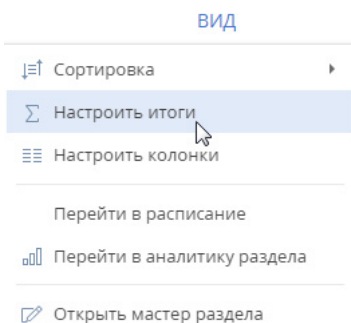 ВИД
Сортировка
Настроить итоги
Настроить колонки
Перейти в расписание
Перейти в аналитику раздела
Открыть мастер раздела